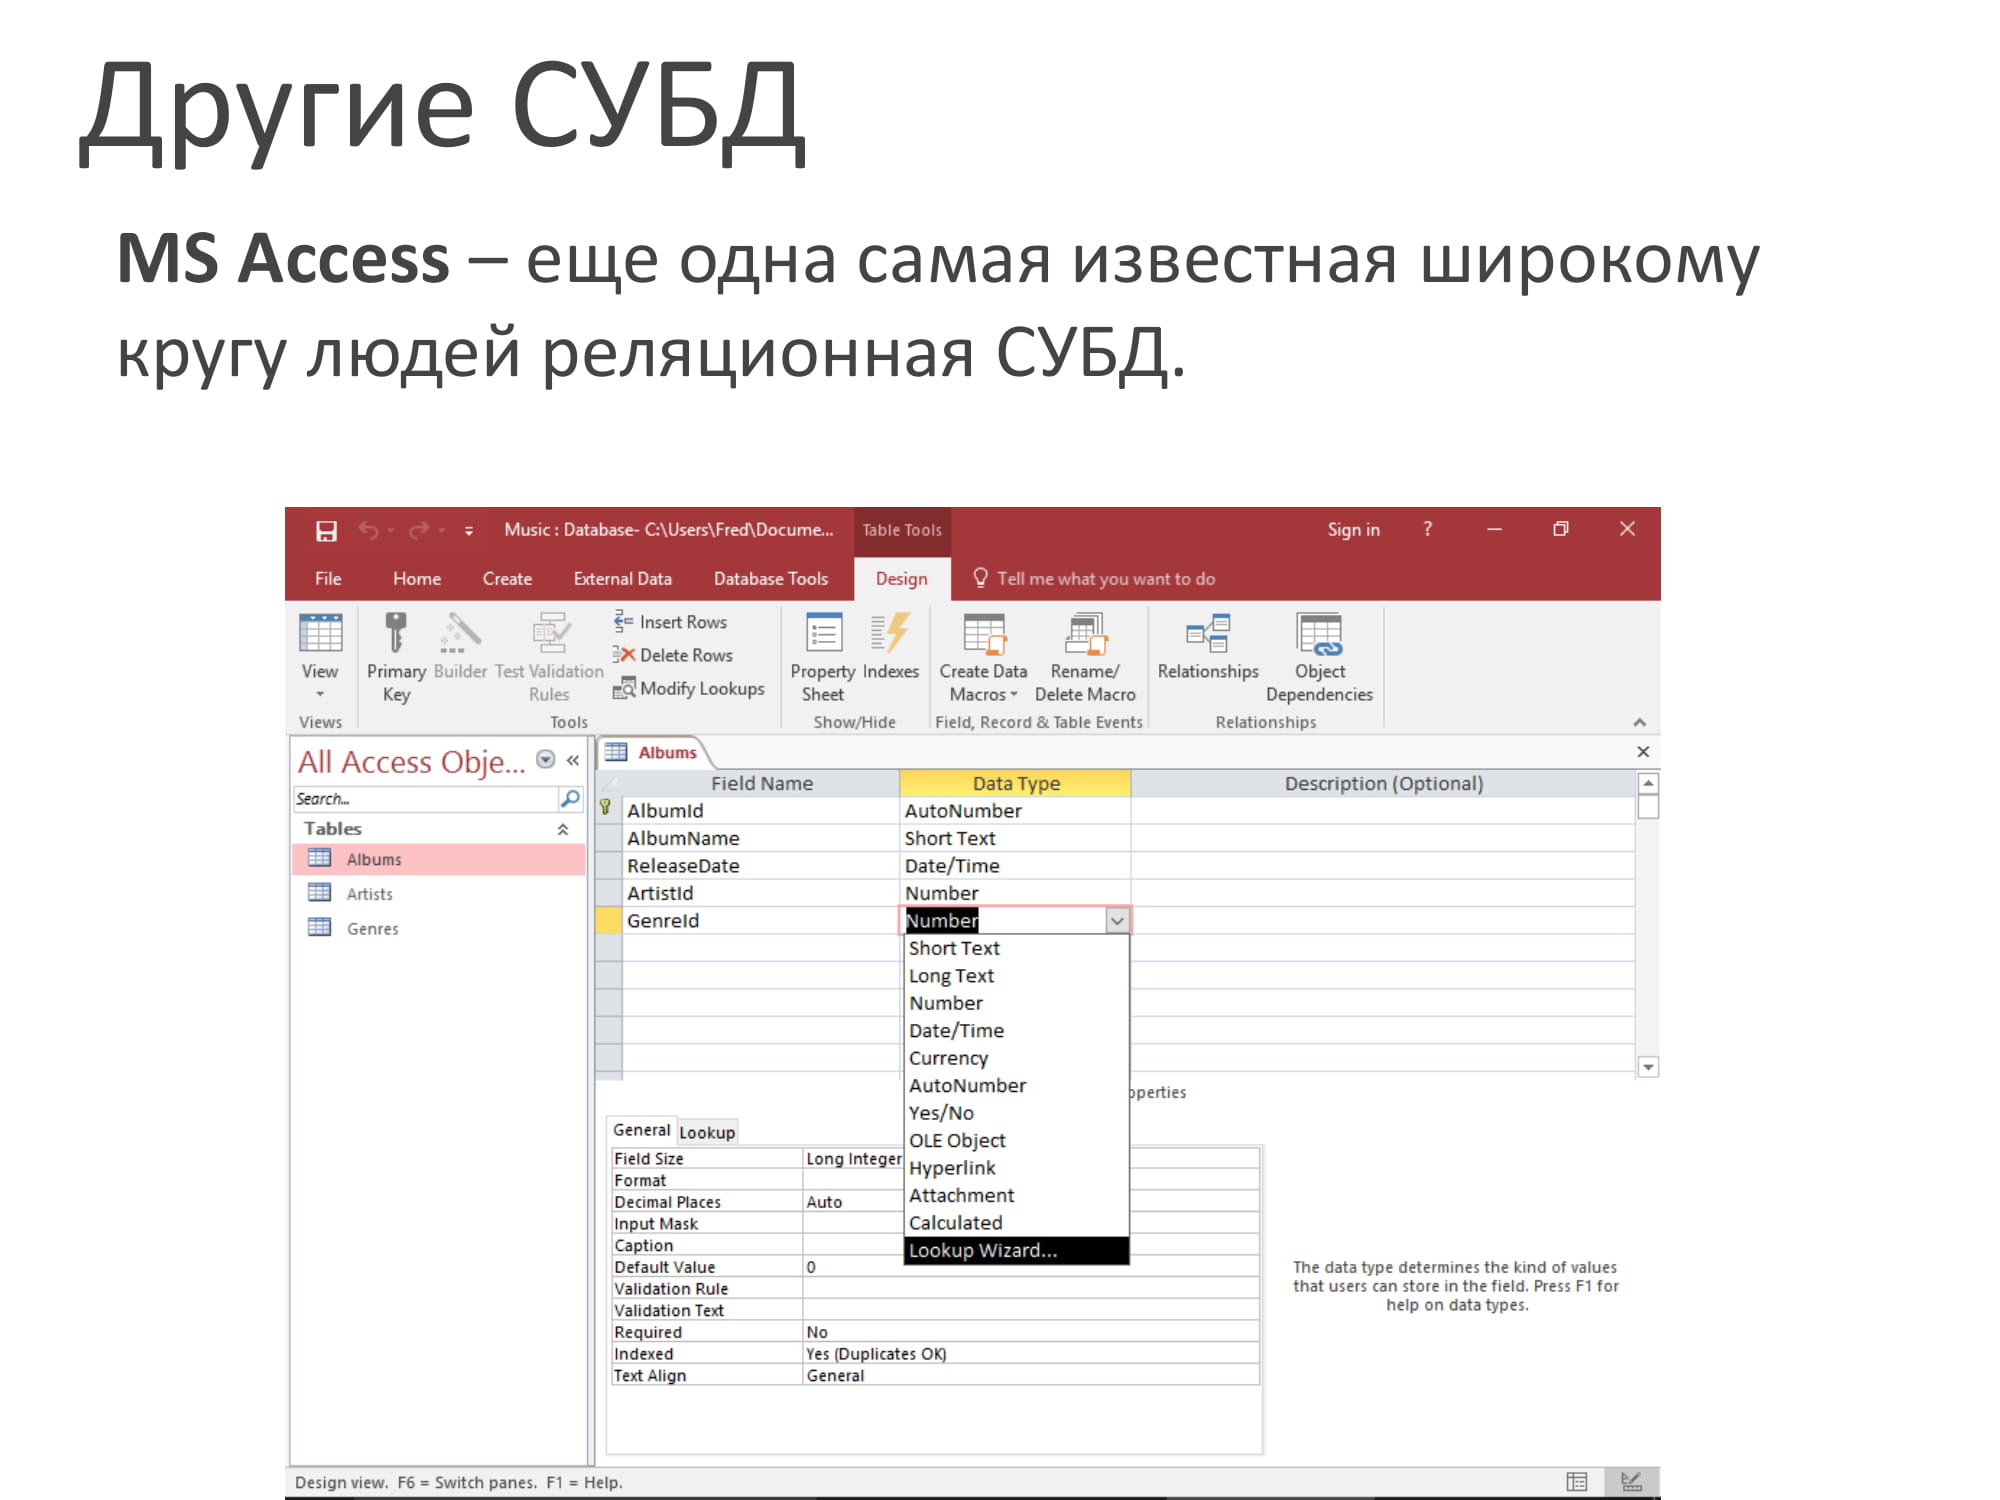 Другие СУБД
MS Access – еще одна самая известная широкому
кругу людей реляционная СУБД.
Music : Database- C:\Users\Fred\Docume...
Table Tools
Sign in
?
File
Home
Create
External Data
Database Tools
Design
Tell me what you want to do
View
Primary
Key
Builder
Test Validation
Rules
Insert Rows
Delete Rows
Modify Lookups
Property
Sheet
Indexes
Create Data
Macros
Rename/
Delete Macro
Relationships
Object
Dependencies
Views
Tools
Show/Hide
Field, Record & Table Events
Relationships
All Access Obje...
Search...
Tables
Albums
Artists
Genres
Albums
Field Name
Data Type
Description (Optional)
AlbumId
AutoNumber
AlbumName
Short Text
ReleaseDate
Date/Time
ArtistId
Number
GenreId
Number
Short Text
Long Text
Number
Date/Time
Currency
AutoNumber
Yes/No
OLE Object
Hyperlink
Attachment
Calculated
Lookup Wizard...
operties
General
Lookup
Field Size
Long Integer
Format
Decimal Places
Auto
Input Mask
Caption
Default Value
0
Validation Rule
Validation Text
Required
No
Indexed
Yes (Duplicates OK)
Text Align
General
The data type determines the kind of values
that users can store in the field. Press F1 for
help on data types.
Design view. F6 = Switch panes. F1 = Help.